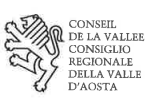 CONSEIL
DE LA VALLEE
CONSIGLIO
REGIONALE
DELLA VALLE
D'AOSTA